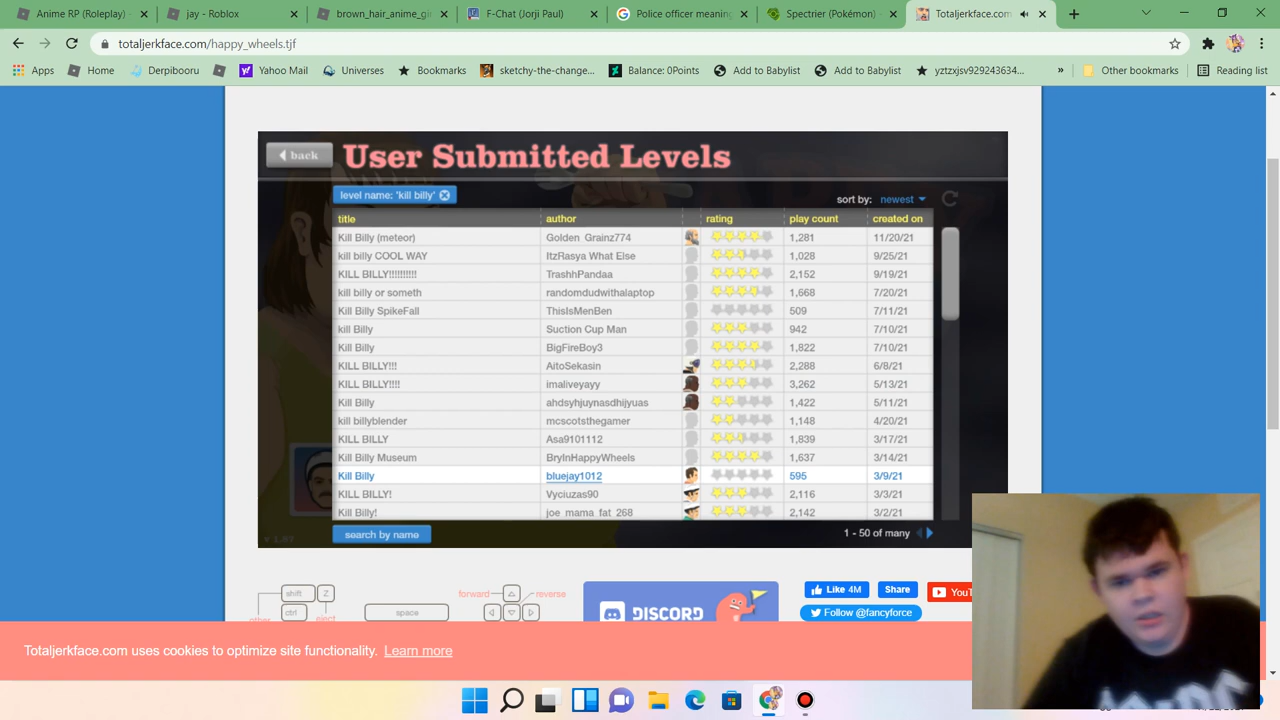 Anime RP (Roleplay) - jay - Roblox brown_hair_anime_gi F-Chat (Jorji Paul) Police officer meaning Spectrier (Pokémon) Totaljerkface.com
totaljerkface.com/happy_wheels.tjf
Apps Home Derpibooru Yahoo Mail Universes Bookmarks sketchy-the-change... Balance: 0Points Add to Babylist Add to Babylist yztzxjsv929243634... » Other bookmarks Reading list
back User Submitted Levels
level name: 'kill billy' sort by: newest
title author rating play count created on
Kill Billy (meteor) Golden_Grainz774 1,281 11/20/21
kill billy COOL WAY ItzRasya What Else 1,028 9/25/21
KILL BILLY!!!!!!!!!! TrashhPandaa 2,152 9/19/21
kill billy or someth randomdudwithalaptop 1,668 7/20/21
Kill Billy SpikeFall ThisIsMenBen 509 7/11/21
kill Billy Suction Cup Man 942 7/10/21
Kill Billy BigFireBoy3 1,822 7/10/21
KILL BILLY!!! AitoSekasin 2,288 6/8/21
KILL BILLY!!!! imaliveyayy 3,262 5/13/21
Kill Billy ahdsyhjuynasdhijyuas 1,422 5/11/21
kill billyblender mcscotsthegamer 1,148 4/20/21
KILL BILLY Asa9101112 1,839 3/17/21
Kill Billy Museum BryInHappyWheels 1,637 3/14/21
Kill Billy bluejay1012 595 3/9/21
KILL BILLY! Vyciuzas90 2,116 3/3/21
Kill Billy! joe_mama_fat_268 2,142 3/2/21
search by name 1 - 50 of many
v 1.09
shift Z forward reverse Like 4M Share YouT
ctrl space DISCORD Follow @fancyforce
other eject
Totaljerkface.com uses cookies to optimize site functionality. Learn more